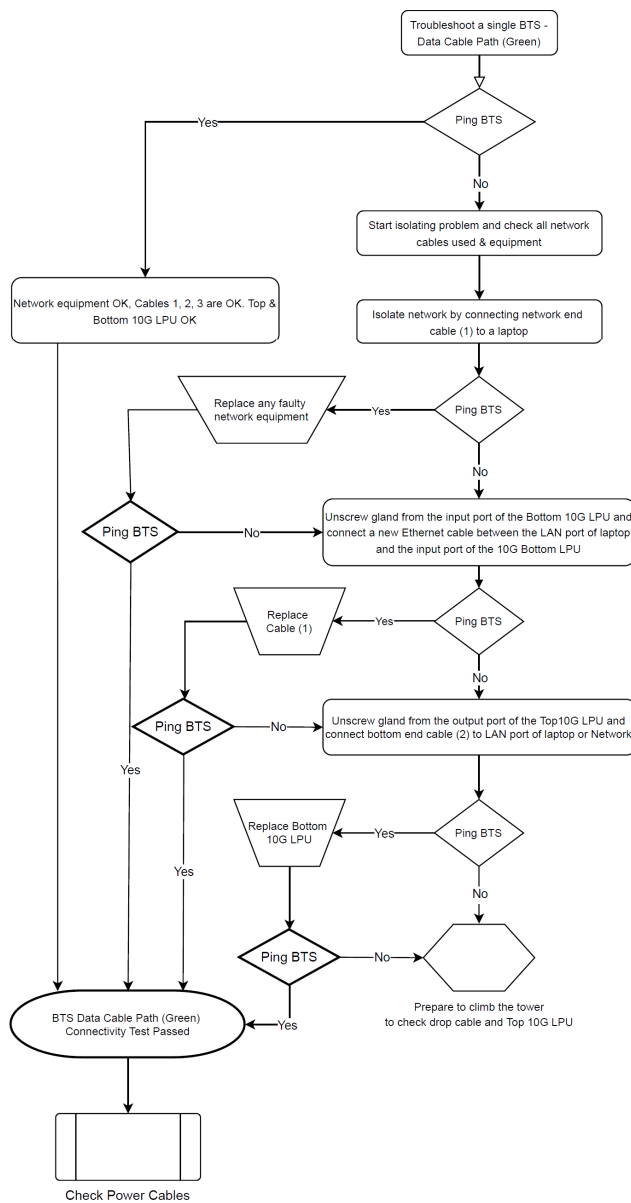 Troubleshoot a single BTS -
Data Cable Path (Green)
Ping BTS
Yes
No
Start isolating problem and check all network
cables used & equipment
Network equipment OK, Cables 1, 2, 3 are OK. Top &
Bottom 10G LPU OK
Isolate network by connecting network end
cable (1) to a laptop
Replace any faulty
network equipment
Yes
Ping BTS
No
Ping BTS
No
Unscrew gland from the input port of the Bottom 10G LPU and
connect a new Ethernet cable between the LAN port of laptop
and the input port of the 10G Bottom LPU
Replace
Cable (1)
Yes
Ping BTS
No
Ping BTS
No
Unscrew gland from the output port of the Top10G LPU and
connect bottom end cable (2) to LAN port of laptop or Network
Yes
Replace Bottom
10G LPU
Yes
Ping BTS
Yes
No
Ping BTS
No
Prepare to climb the tower
to check drop cable and Top 10G LPU
Yes
BTS Data Cable Path (Green)
Connectivity Test Passed
Check Power Cables